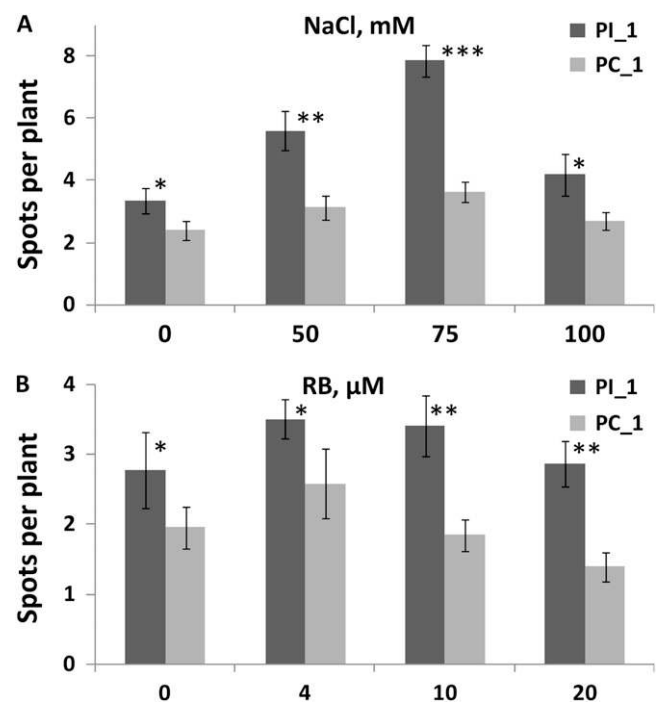 A
NaCl, mM
PI_1
PC_1
Spots per plant
8
6
4
2
0
*
**
***
*
0 50 75 100
B
RB, µM
PI_1
PC_1
Spots per plant
4
3
2
1
0
*
*
**
**
0 4 10 20